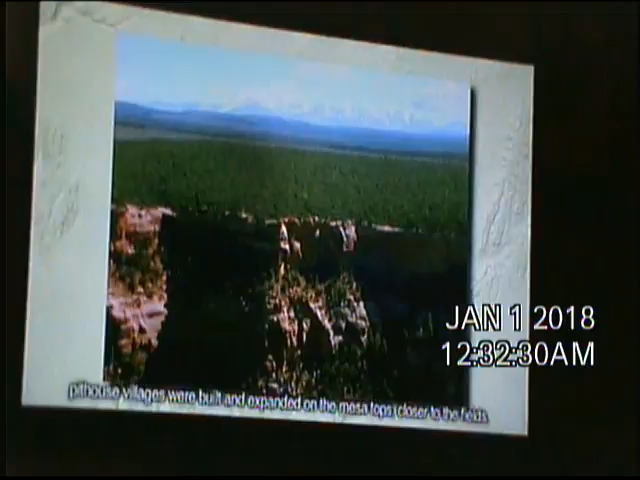 JAN 1 2018
12:32:30AM
pithouse villages were built and expanded on the mesa tops, closer to the fields.